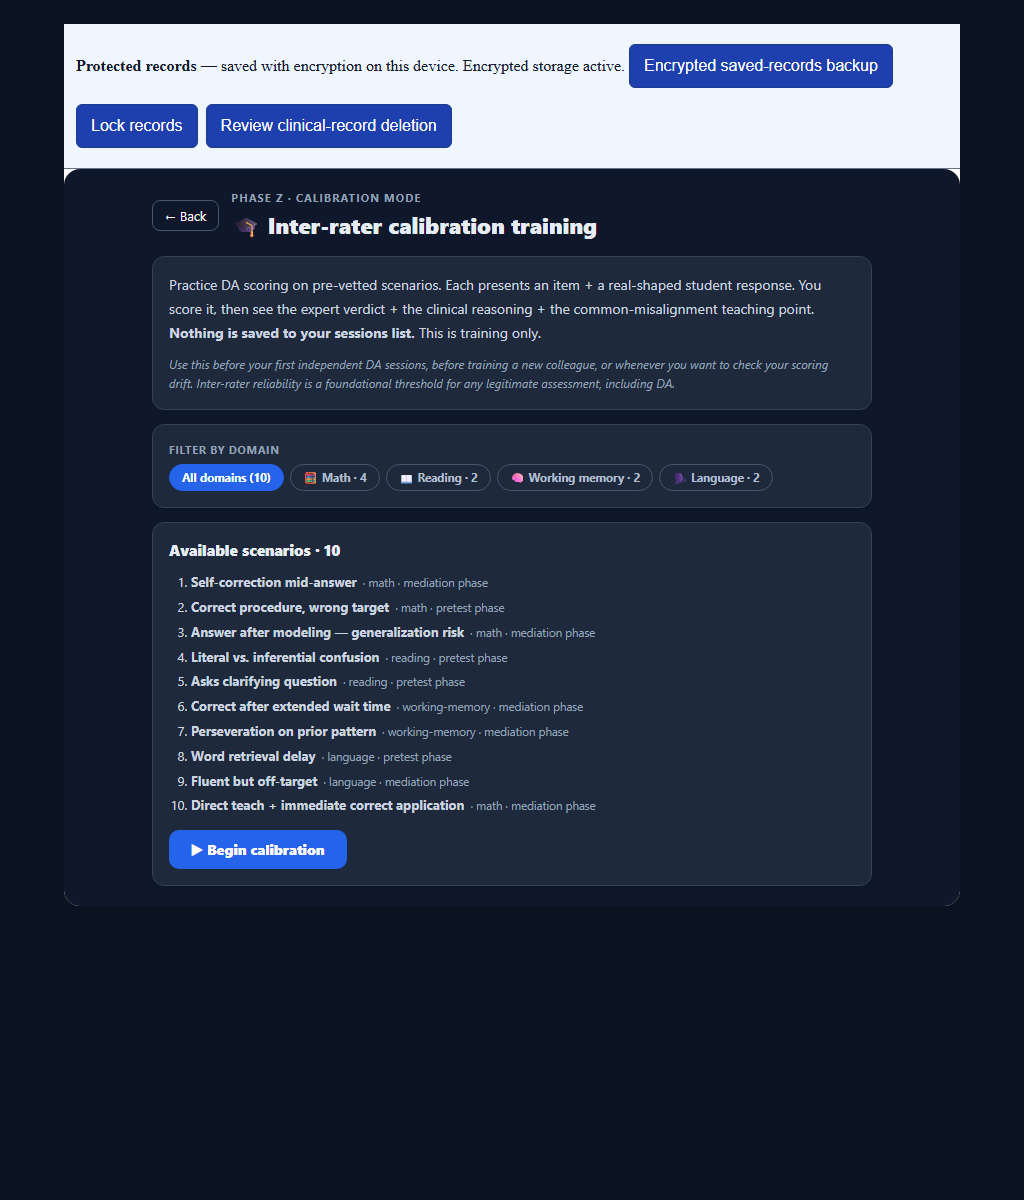 Protected records — saved with encryption on this device. Encrypted storage active. Encrypted saved-records backup
Lock records Review clinical-record deletion
← Back
PHASE Z · CALIBRATION MODE
🎓 Inter-rater calibration training
Practice DA scoring on pre-vetted scenarios. Each presents an item + a real-shaped student response. You
score it, then see the expert verdict + the clinical reasoning + the common-misalignment teaching point.
Nothing is saved to your sessions list. This is training only.
Use this before your first independent DA sessions, before training a new colleague, or whenever you want to check your scoring
drift. Inter-rater reliability is a foundational threshold for any legitimate assessment, including DA.
FILTER BY DOMAIN
All domains (10) 🧮 Math · 4 📖 Reading · 2 🧠 Working memory · 2 🗣 Language · 2
Available scenarios · 10
1. Self-correction mid-answer · math · mediation phase
2. Correct procedure, wrong target · math · pretest phase
3. Answer after modeling — generalization risk · math · mediation phase
4. Literal vs. inferential confusion · reading · pretest phase
5. Asks clarifying question · reading · pretest phase
6. Correct after extended wait time · working-memory · mediation phase
7. Perseveration on prior pattern · working-memory · mediation phase
8. Word retrieval delay · language · pretest phase
9. Fluent but off-target · language · mediation phase
10. Direct teach + immediate correct application · math · mediation phase
▶ Begin calibration